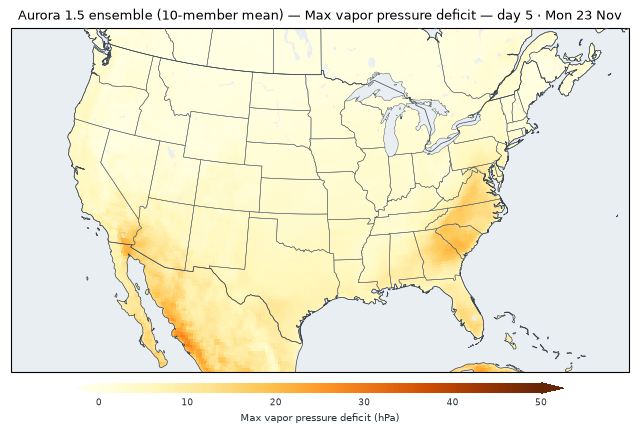 Aurora 1.5 ensemble (10-member mean) — Max vapor pressure deficit — day 5 · Mon 23 Nov
0 10 20 30 40 50
Max vapor pressure deficit (hPa)